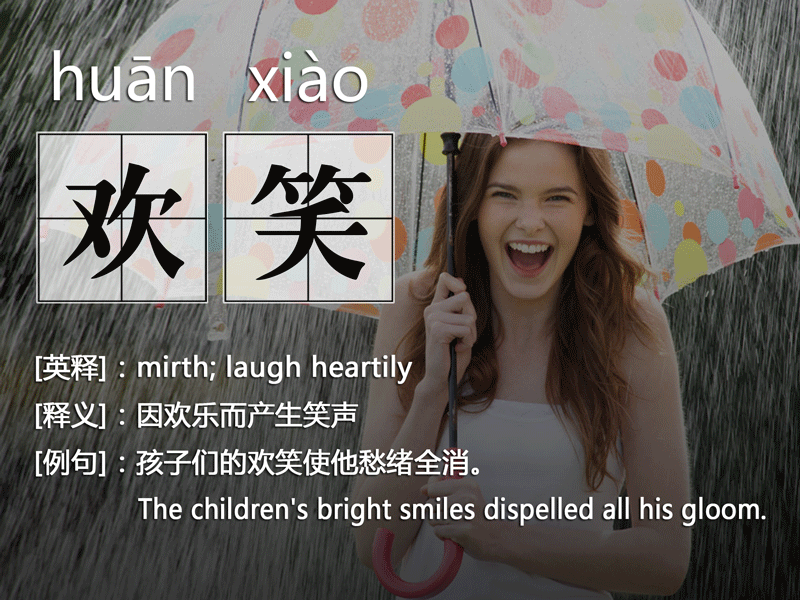 huān xiào
欢笑
[英释]：mirth; laugh heartily
[释义]：因欢乐而产生笑声
[例句]：孩子们的欢笑使他愁绪全消。
The children's bright smiles dispelled all his gloom.